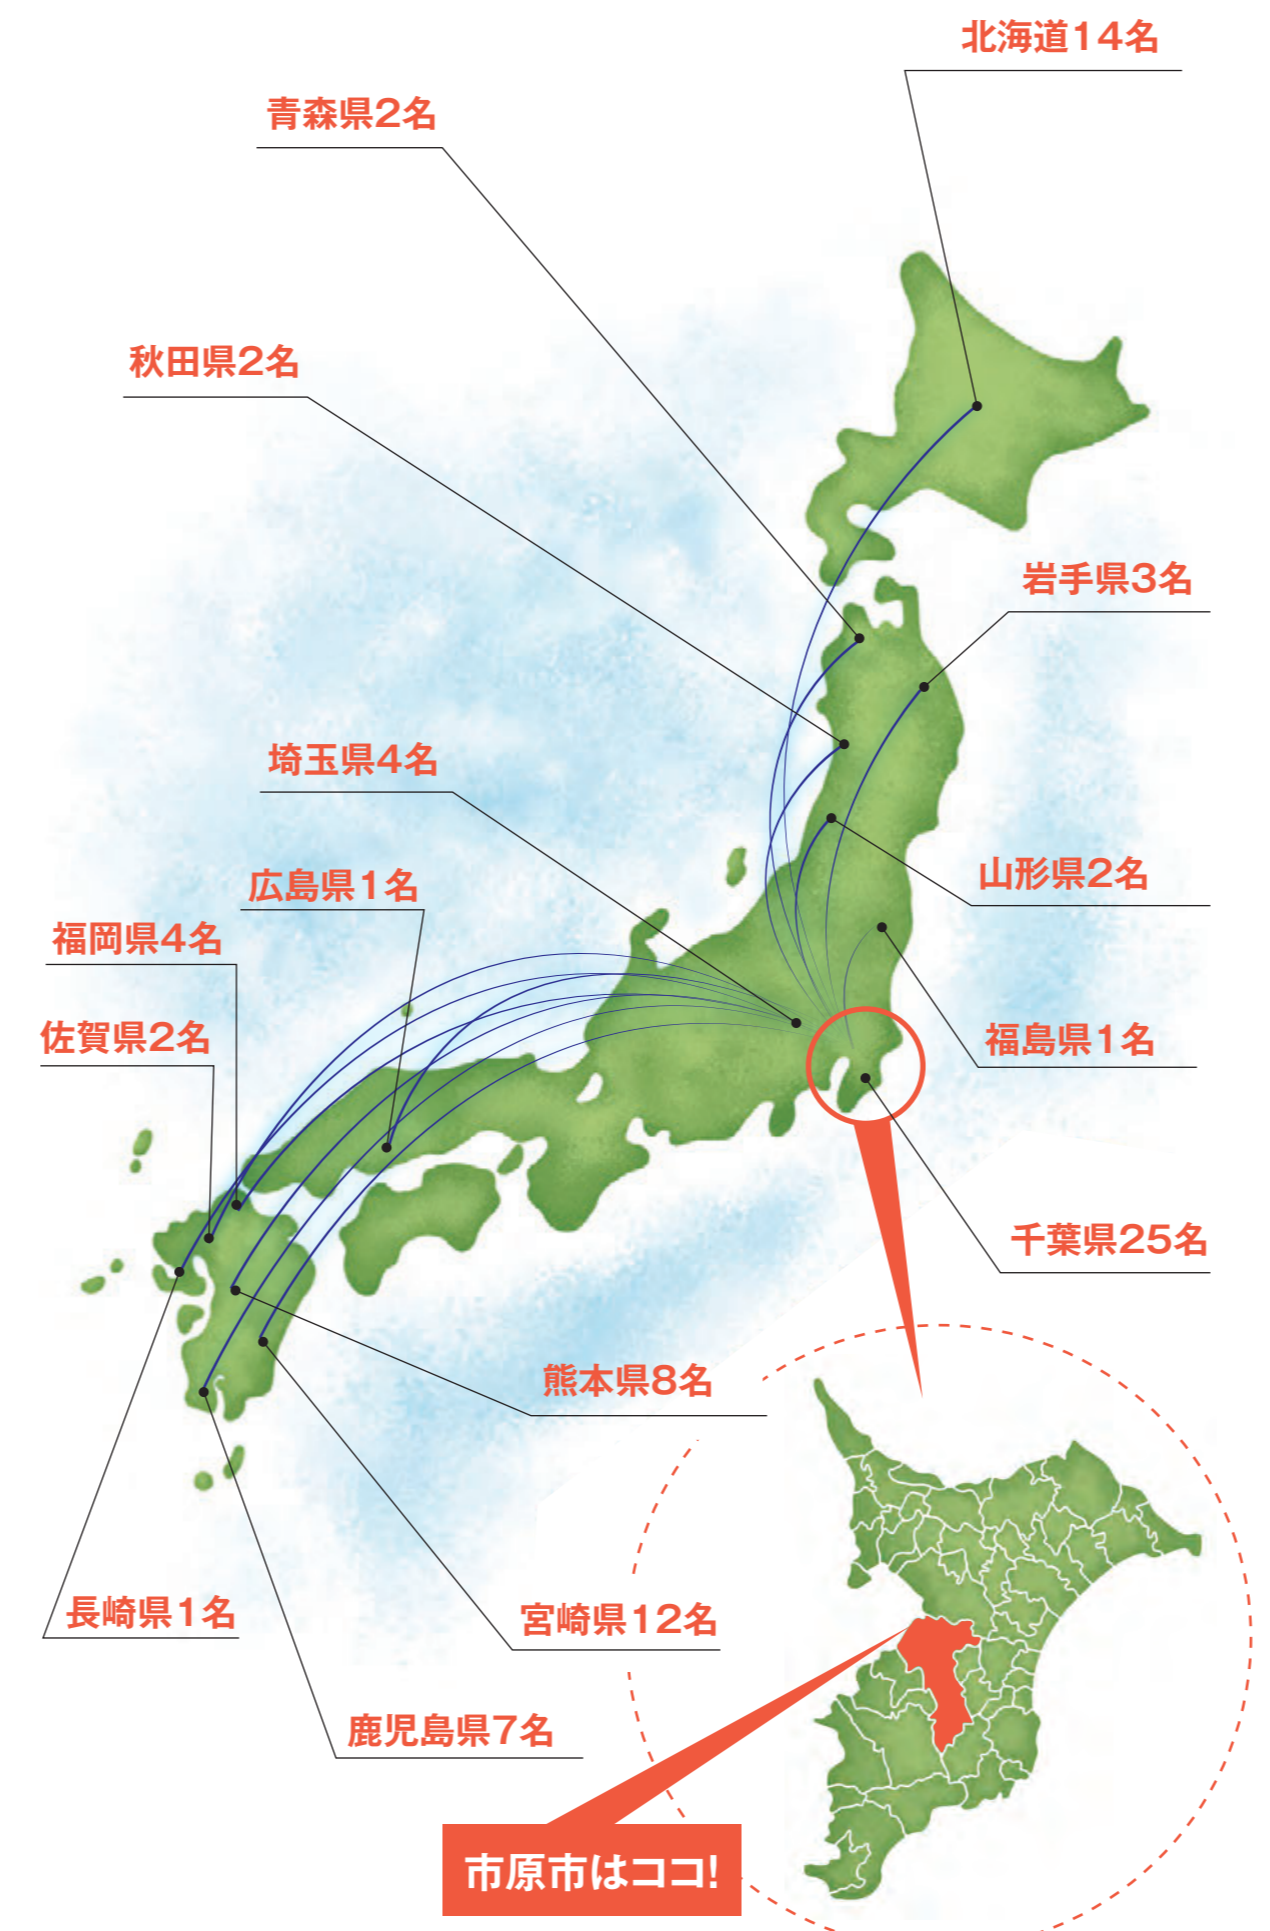 北海道14名
青森県2名
秋田県2名
岩手県3名
埼玉県4名
山形県2名
広島県1名
福岡県4名
佐賀県2名
福島県1名
千葉県25名
熊本県8名
長崎県1名
宮崎県12名
鹿児島県7名
市原市はココ!